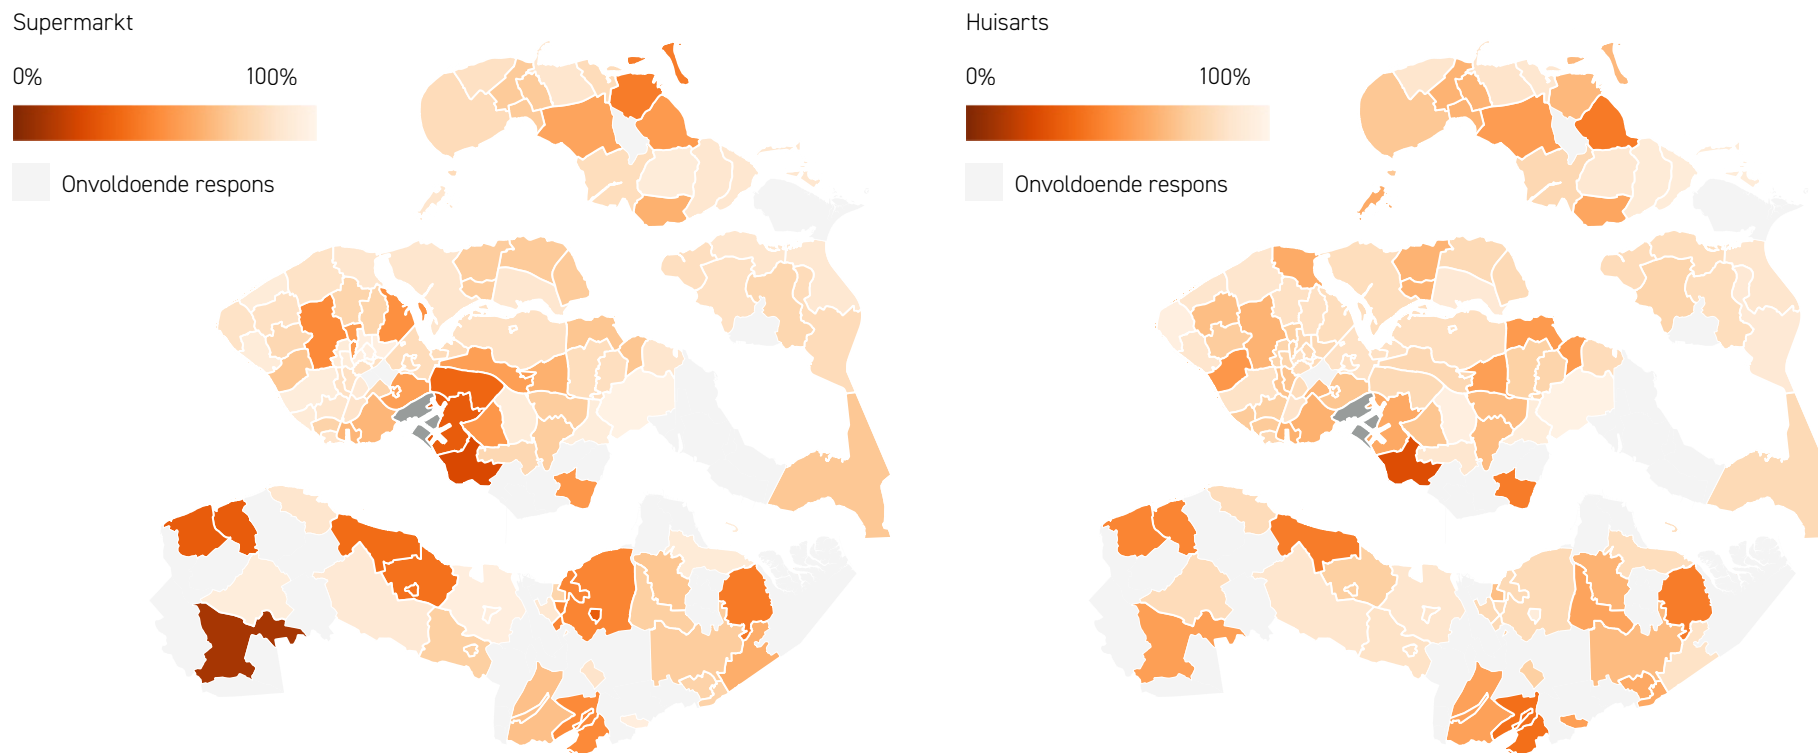 Supermarkt
0% 100%
Onvoldoende respons
Huisarts
0% 100%
Onvoldoende respons